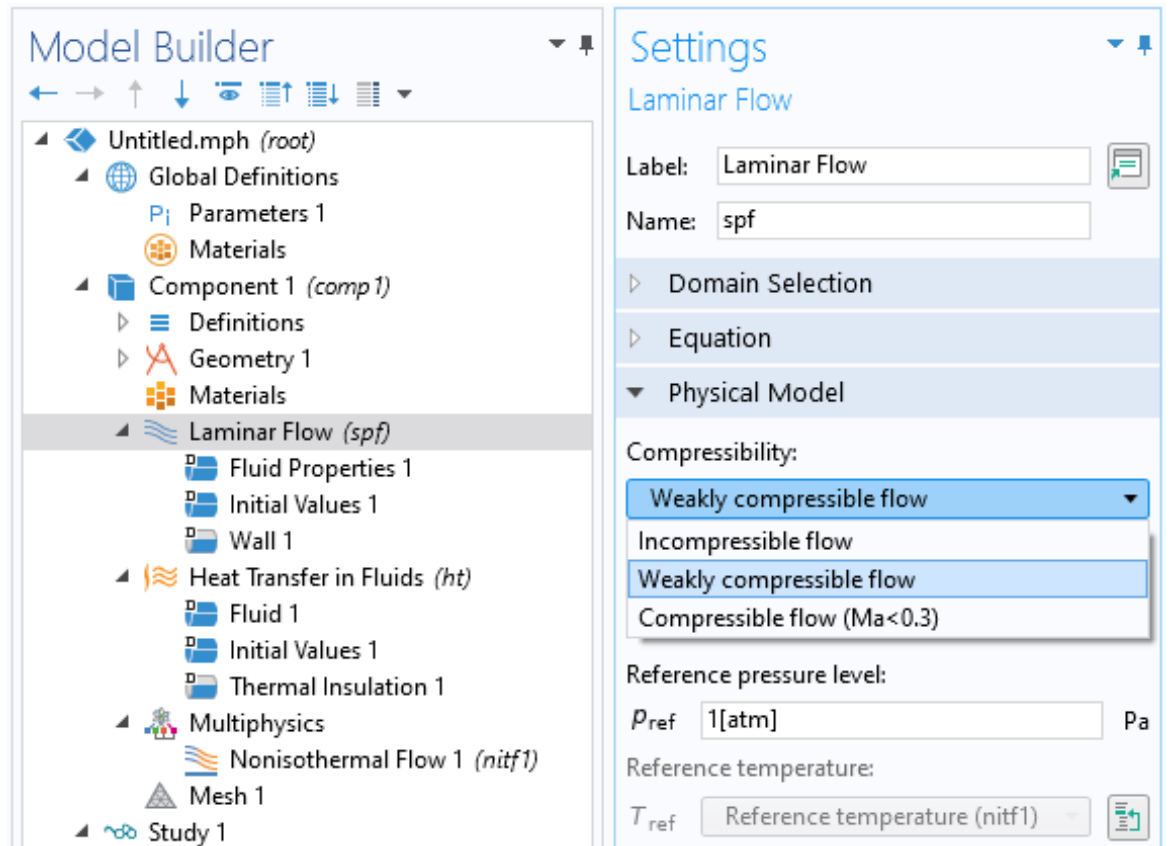 Model Builder
Untitled.mph (root)
Global Definitions
Pi Parameters 1
Materials
Component 1 (comp1)
Definitions
Geometry 1
Materials
Laminar Flow (spf)
D Fluid Properties 1
D Initial Values 1
D Wall 1
Heat Transfer in Fluids (ht)
D Fluid 1
D Initial Values 1
D Thermal Insulation 1
Multiphysics
Nonisothermal Flow 1 (nitf1)
Mesh 1
Study 1
Settings
Laminar Flow
Label: Laminar Flow
Name: spf
Domain Selection
Equation
Physical Model
Compressibility:
Weakly compressible flow
Incompressible flow
Weakly compressible flow
Compressible flow (Ma<0.3)
Reference pressure level:
pref 1[atm] Pa
Reference temperature:
Tref Reference temperature (nitf1)